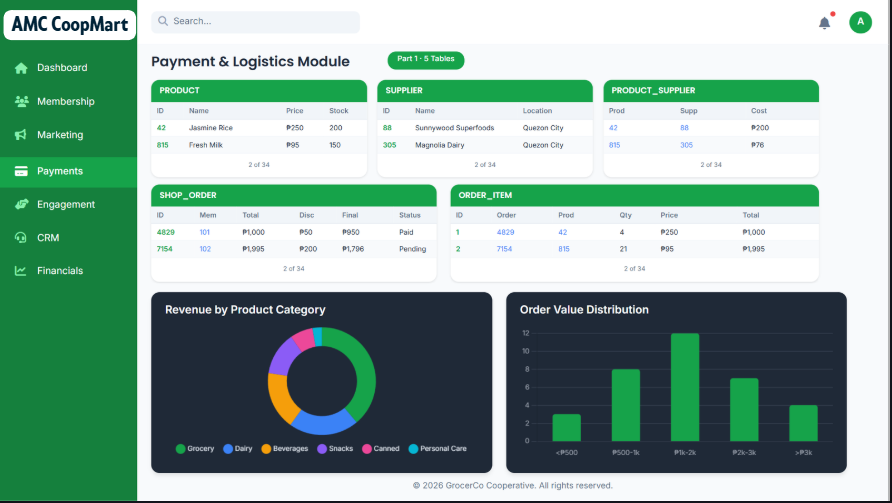 AMC CoopMart
Search...
A
Dashboard
Membership
Marketing
Payments
Engagement
CRM
Financials
Payment & Logistics Module
Part 1 · 5 Tables
PRODUCT
ID Name Price Stock
42 Jasmine Rice ₱250 200
815 Fresh Milk ₱95 150
2 of 34
SUPPLIER
ID Name Location
88 Sunnywood Superfoods Quezon City
305 Magnolia Dairy Quezon City
2 of 34
PRODUCT_SUPPLIER
Prod Supp Cost
42 88 ₱200
815 305 ₱76
2 of 34
SHOP_ORDER
ID Mem Total Disc Final Status
4829 101 ₱1,000 ₱50 ₱950 Paid
7154 102 ₱1,995 ₱200 ₱1,796 Pending
2 of 34
ORDER_ITEM
ID Order Prod Qty Price Total
1 4829 42 4 ₱250 ₱1,000
2 7154 815 21 ₱95 ₱1,995
2 of 34
Revenue by Product Category
Grocery Dairy Beverages Snacks Canned Personal Care
Order Value Distribution
12
10
8
6
4
2
0
<₱500 ₱500-1k ₱1k-2k ₱2k-3k >₱3k
© 2026 GrocerCo Cooperative. All rights reserved.